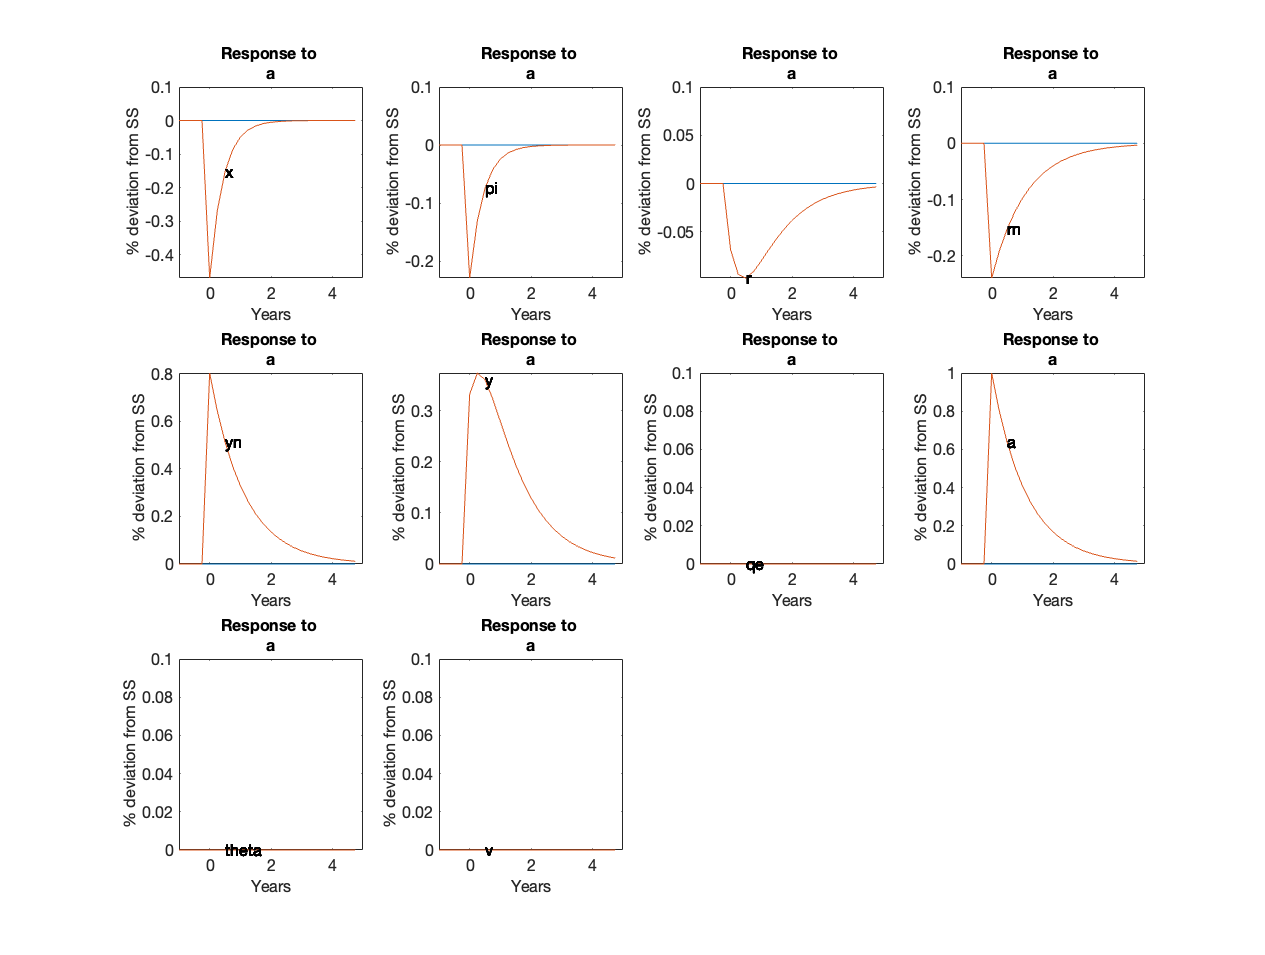 Response to
a
Response to
a
Response to
a
Response to
a
% deviation from SS
0.1
0
-0.1
-0.2
-0.3
-0.4
x
0 2 4
Years
% deviation from SS
0.1
0
-0.1
-0.2
pi
0 2 4
Years
% deviation from SS
0.1
0.05
0
-0.05
r
0 2 4
Years
% deviation from SS
0.1
0
-0.1
-0.2
rn
0 2 4
Years
Response to
a
Response to
a
Response to
a
Response to
a
% deviation from SS
0.8
0.6
0.4
0.2
0
yn
0 2 4
Years
% deviation from SS
0.3
0.2
0.1
0
y
0 2 4
Years
% deviation from SS
0.1
0.08
0.06
0.04
0.02
0
qe
0 2 4
Years
% deviation from SS
1
0.8
0.6
0.4
0.2
0
a
0 2 4
Years
Response to
a
Response to
a
% deviation from SS
0.1
0.08
0.06
0.04
0.02
0
theta
0 2 4
Years
% deviation from SS
0.1
0.08
0.06
0.04
0.02
0
v
0 2 4
Years